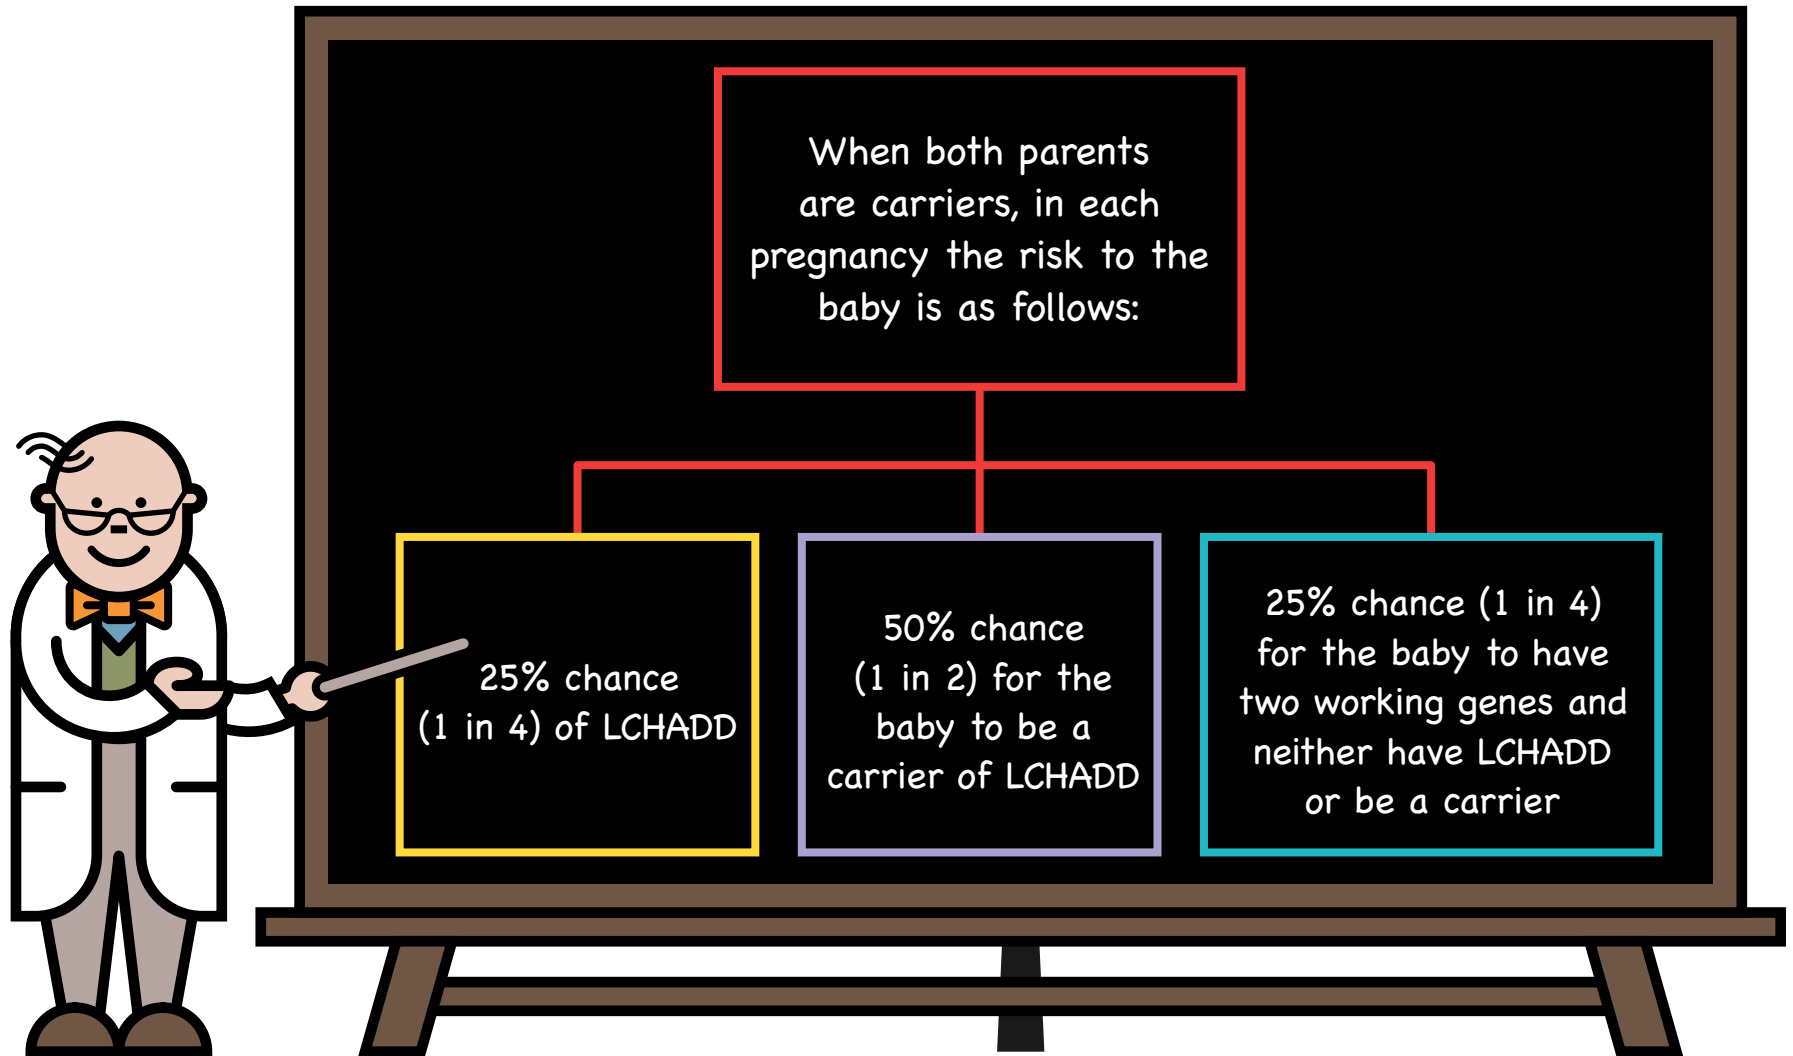 When both parents
are carriers, in each
pregnancy the risk to the
baby is as follows:
25% chance
(1 in 4) of LCHADD
50% chance
(1 in 2) for the
baby to be a
carrier of LCHADD
25% chance (1 in 4)
for the baby to have
two working genes and
neither have LCHADD
or be a carrier